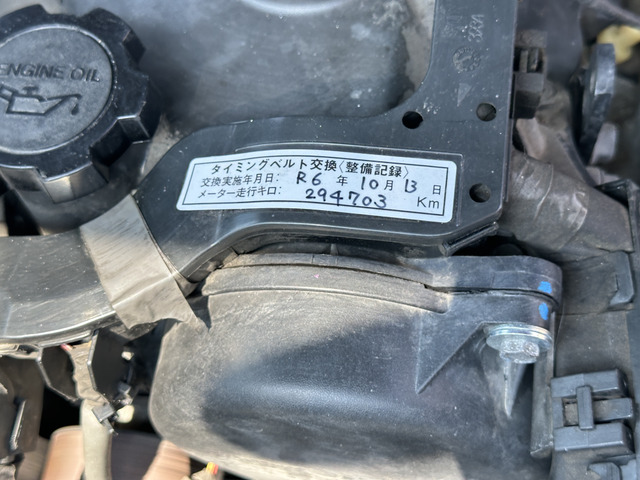 ENGINE OIL
タイミングベルト交換〈整備記録〉
交換実施年月日: R6 年 10 月 13 日
メーター走行キロ: 294703 Km